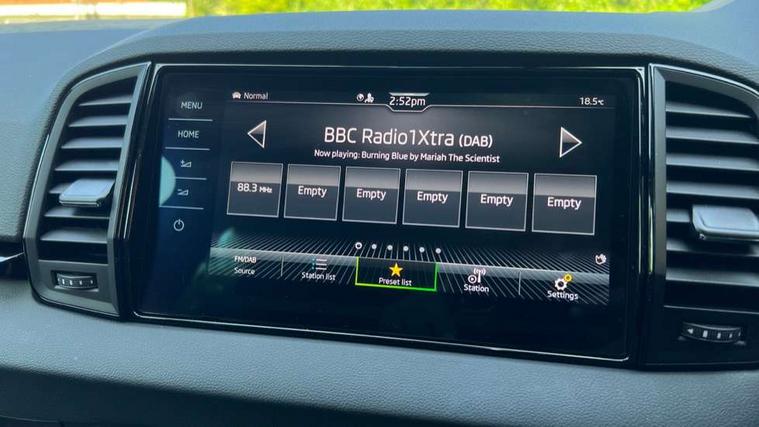 MENU
HOME
Normal
2:52pm
18.5°C
BBC Radio1Xtra (DAB)
Now playing: Burning Blue by Mariah The Scientist
88.3 MHz
Empty
Empty
Empty
Empty
Empty
FM/DAB
Source
Station list
Preset list
Station
Settings